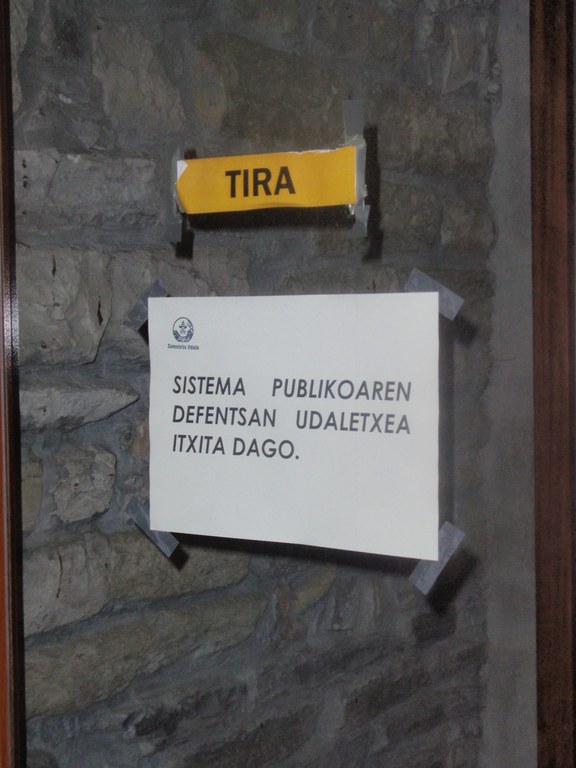 TIRA
SISTEMA PUBLIKOAREN
DEFENTSAN UDALETXEA
ITXITA DAGO.